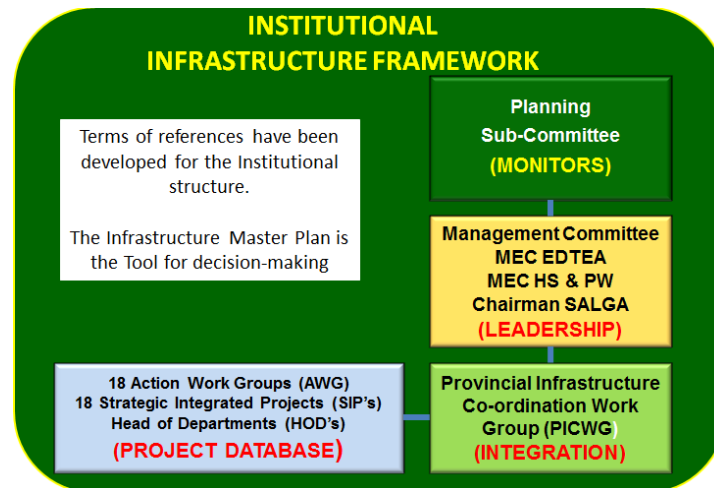 INSTITUTIONAL
INFRASTRUCTURE FRAMEWORK
Terms of references have been
developed for the Institutional
structure.
The Infrastructure Master Plan is
the Tool for decision-making
Planning
Sub-Committee
(MONITORS)
Management Committee
MEC EDTEA
MEC HS & PW
Chairman SALGA
(LEADERSHIP)
18 Action Work Groups (AWG)
18 Strategic Integrated Projects (SIP's)
Head of Departments (HOD's)
(PROJECT DATABASE)
Provincial Infrastructure
Co-ordination Work
Group (PICWG)
(INTEGRATION)